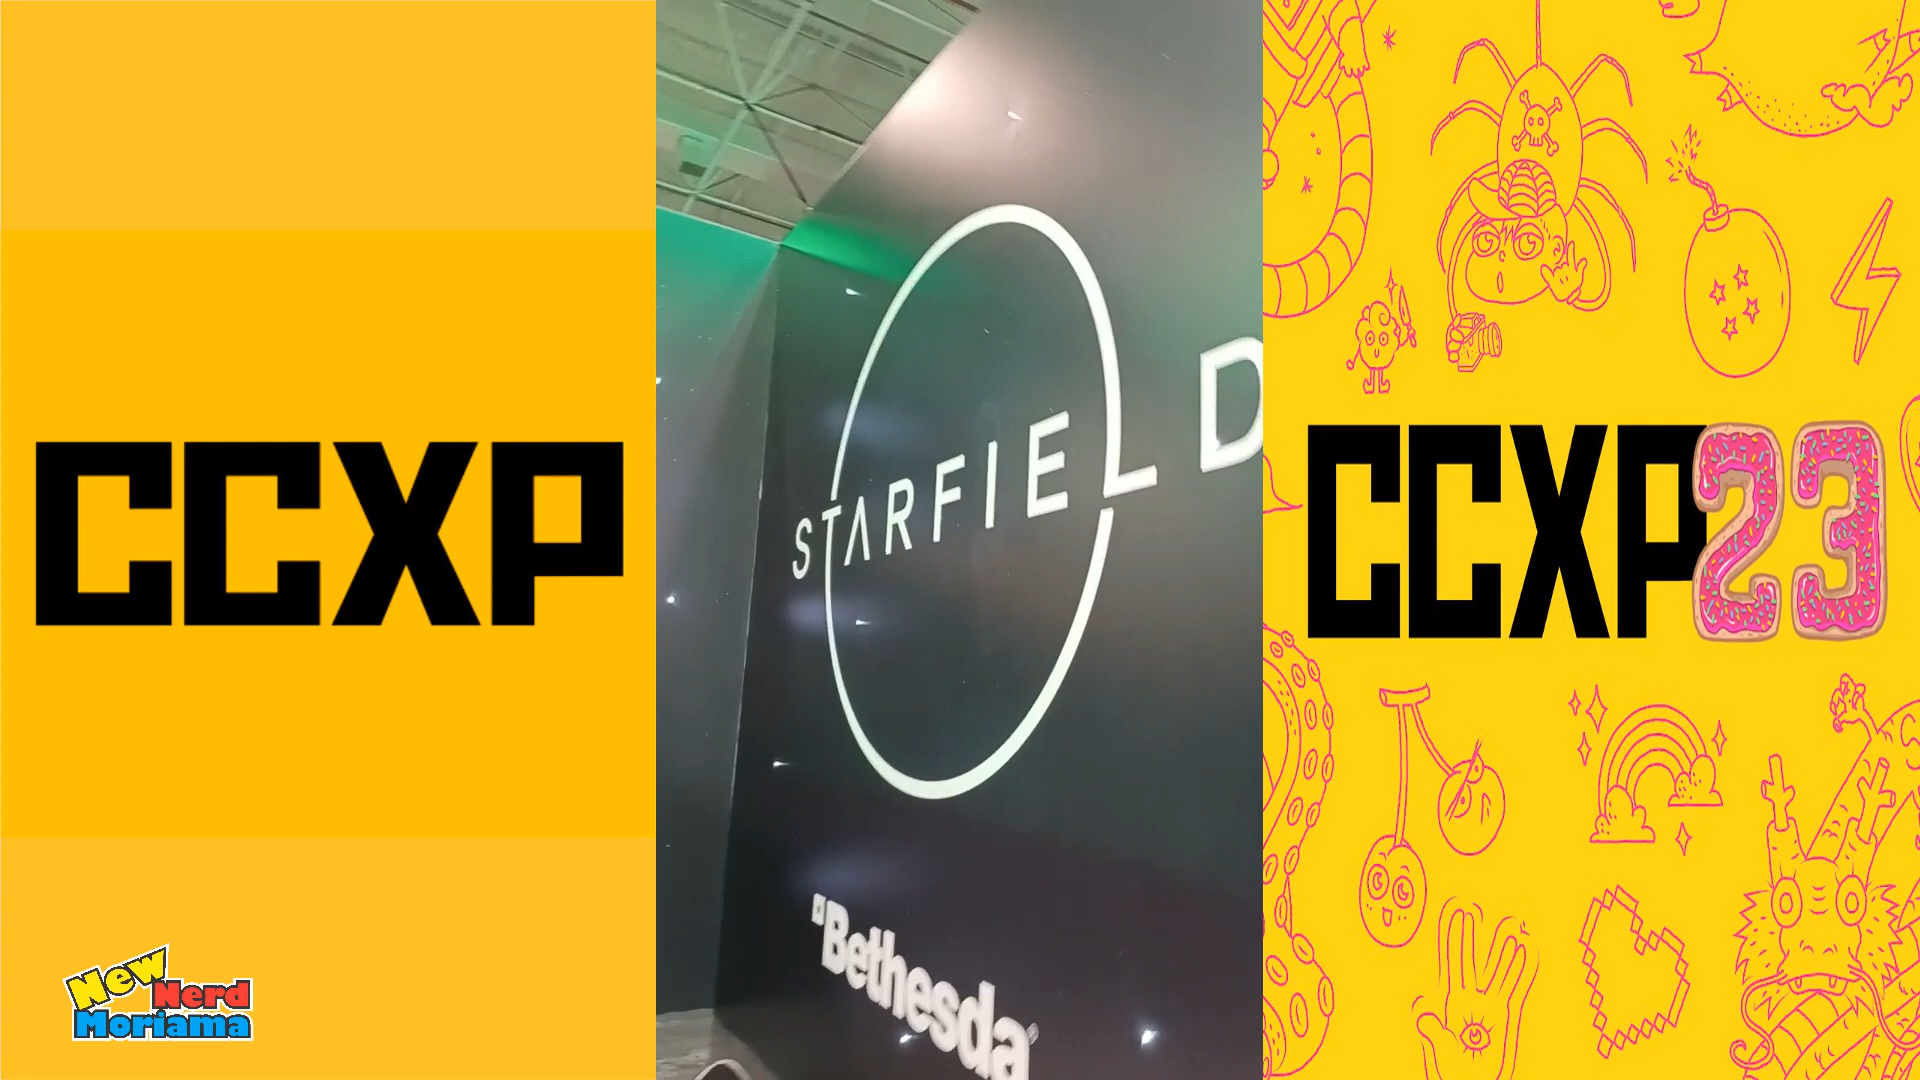 CCXP
New
Nerd
Moriama
STARFIELD
Bethesda
CCXP23